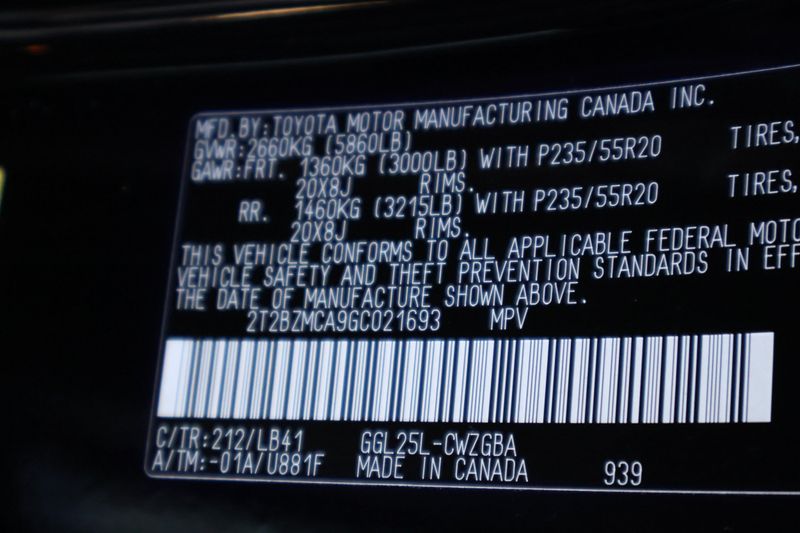 MFD.BY:TOYOTA MOTOR MANUFACTURING CANADA INC.
GVWR:2660KG (5860LB)
GAWR:FRT. 1360KG (3000LB) WITH P235/55R20 TIRES,
20X8J RIMS.
RR. 1460KG (3215LB) WITH P235/55R20 TIRES,
20X8J RIMS.
THIS VEHICLE CONFORMS TO ALL APPLICABLE FEDERAL MOTO
VEHICLE SAFETY AND THEFT PREVENTION STANDARDS IN EFF
THE DATE OF MANUFACTURE SHOWN ABOVE.
2T2BZMCA9GC021693 MPV
C/TR:212/LB41 GGL25L-CWZGBA
A/TM:-01A/U881F MADE IN CANADA 939